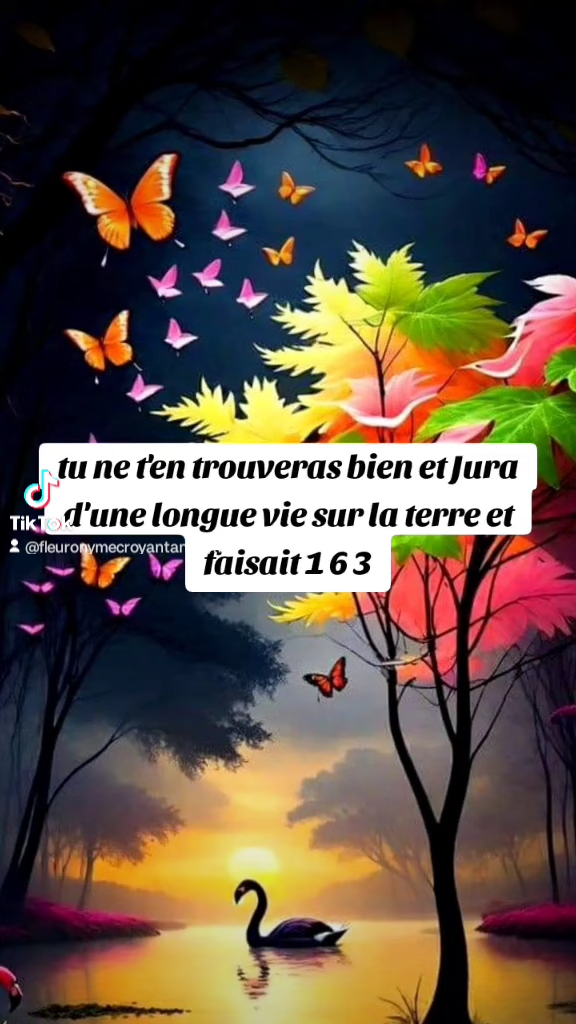 tu ne t'en trouveras bien et Jura
d'une longue vie sur la terre et
faisait 1 6 3
TikTok
@fleuronymecroyantar